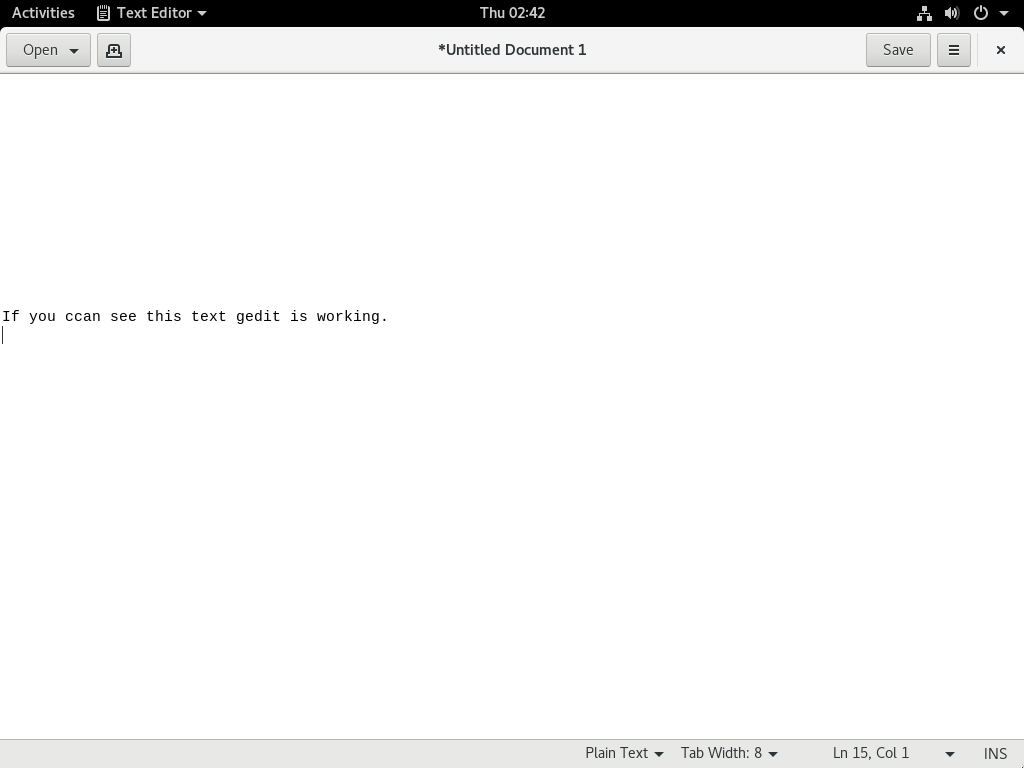 Activities Text Editor Thu 02:42
Open *Untitled Document 1 Save
If you ccan see this text gedit is working.
Plain Text Tab Width: 8 Ln 15, Col 1 INS